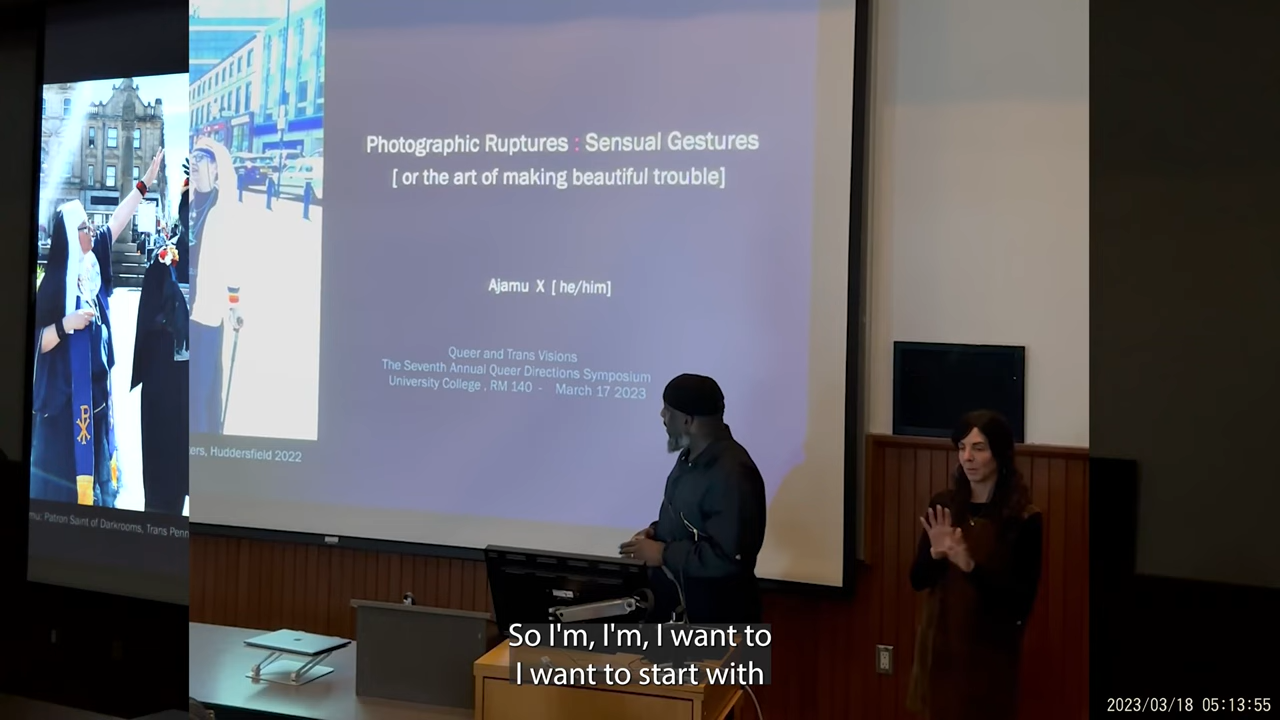 Photographic Ruptures : Sensual Gestures
[ or the art of making beautiful trouble]
Ajamu X [ he/him]
Queer and Trans Visions
The Seventh Annual Queer Directions Symposium
University College , RM 140 - March 17 2023
ers, Huddersfield 2022
mu: Patron Saint of Darkrooms, Trans Penn
So I'm, I'm, I want to
I want to start with
2023/03/18 05:13:55